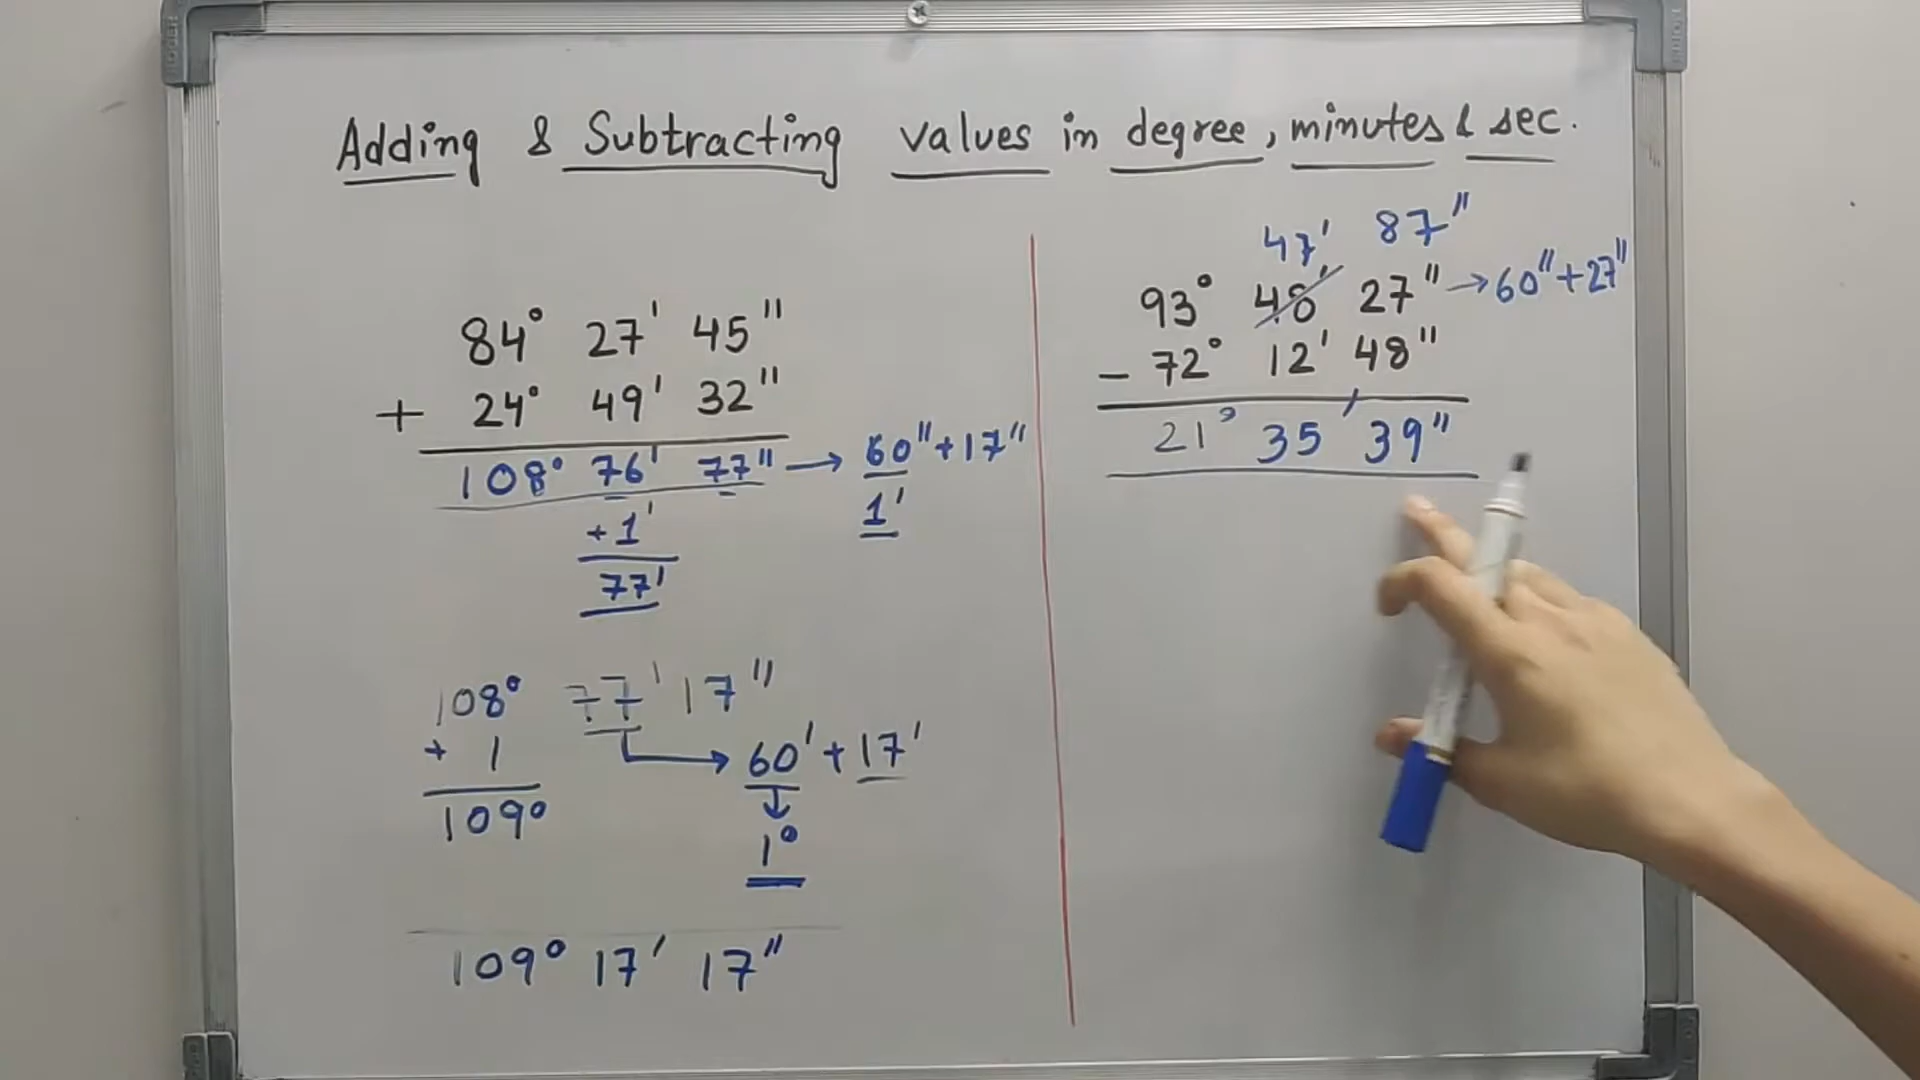 Adding & Subtracting values in degree, minutes & sec.
84° 27' 45"
+ 24° 49' 32"
108° 76' 77" → 60" + 17"
+ 1'
1'
77'
108° 77' 17"
+ 1
60' + 17'
109°
1°
109° 17' 17"
47' 87"
93° 48' 27" → 60" + 27"
- 72° 12' 48"
21° 35' 39"